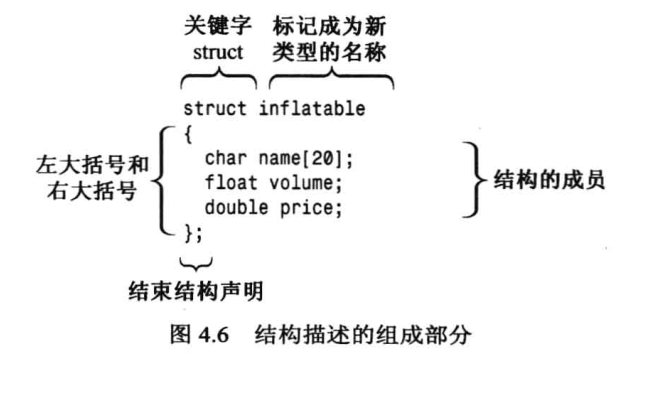 关键字
struct
标记成为新
类型的名称
struct inflatable
{
左大括号和
右大括号
char name[20];
float volume;
double price;
结构的成员
};
结束结构声明
图 4.6 结构描述的组成部分